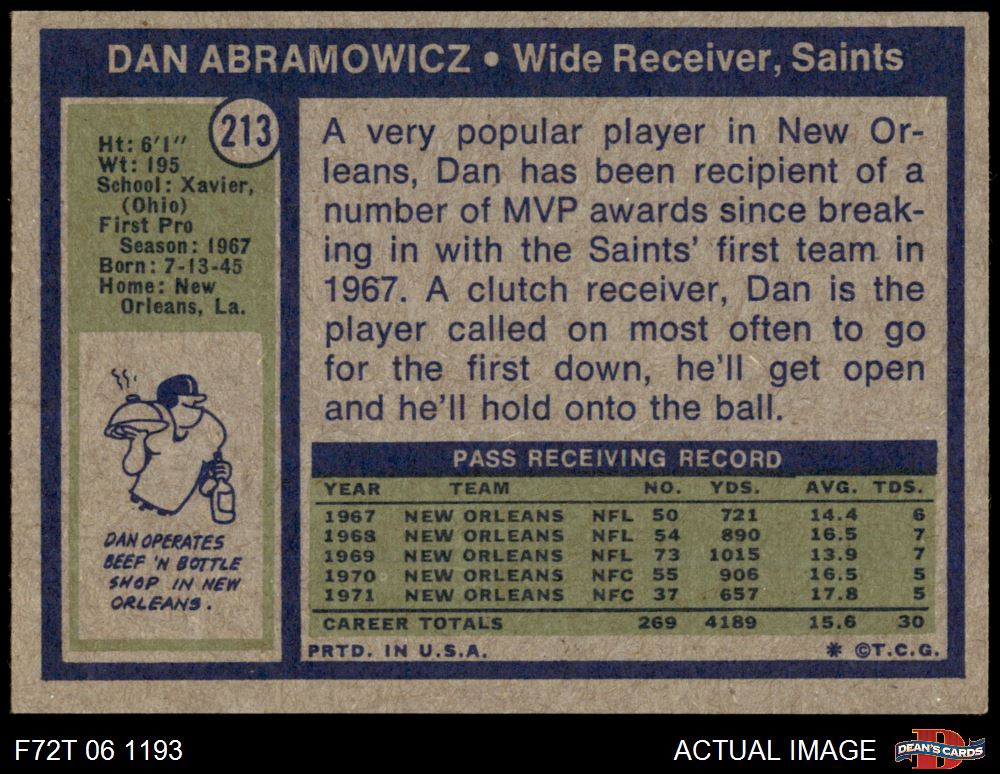 DAN ABRAMOWICZ • Wide Receiver, Saints
213
Ht: 6'1"
Wt: 195
School: Xavier,
(Ohio)
First Pro
Season: 1967
Born: 7-13-45
Home: New
Orleans, La.
DAN OPERATES
BEEF 'N BOTTLE
SHOP IN NEW
ORLEANS.
A very popular player in New Or-
leans, Dan has been recipient of a
number of MVP awards since break-
ing in with the Saints' first team in
1967. A clutch receiver, Dan is the
player called on most often to go
for the first down, he'll get open
and he'll hold onto the ball.
PASS RECEIVING RECORD
YEAR TEAM NO. YDS. AVG. TDS.
1967 NEW ORLEANS NFL 50 721 14.4 6
1968 NEW ORLEANS NFL 54 890 16.5 7
1969 NEW ORLEANS NFL 73 1015 13.9 7
1970 NEW ORLEANS NFC 55 906 16.5 5
1971 NEW ORLEANS NFC 37 657 17.8 5
CAREER TOTALS 269 4189 15.6 30
PRTD. IN U.S.A. * ©T.C.G.
F72T 06 1193 ACTUAL IMAGE DEAN'S CARDS